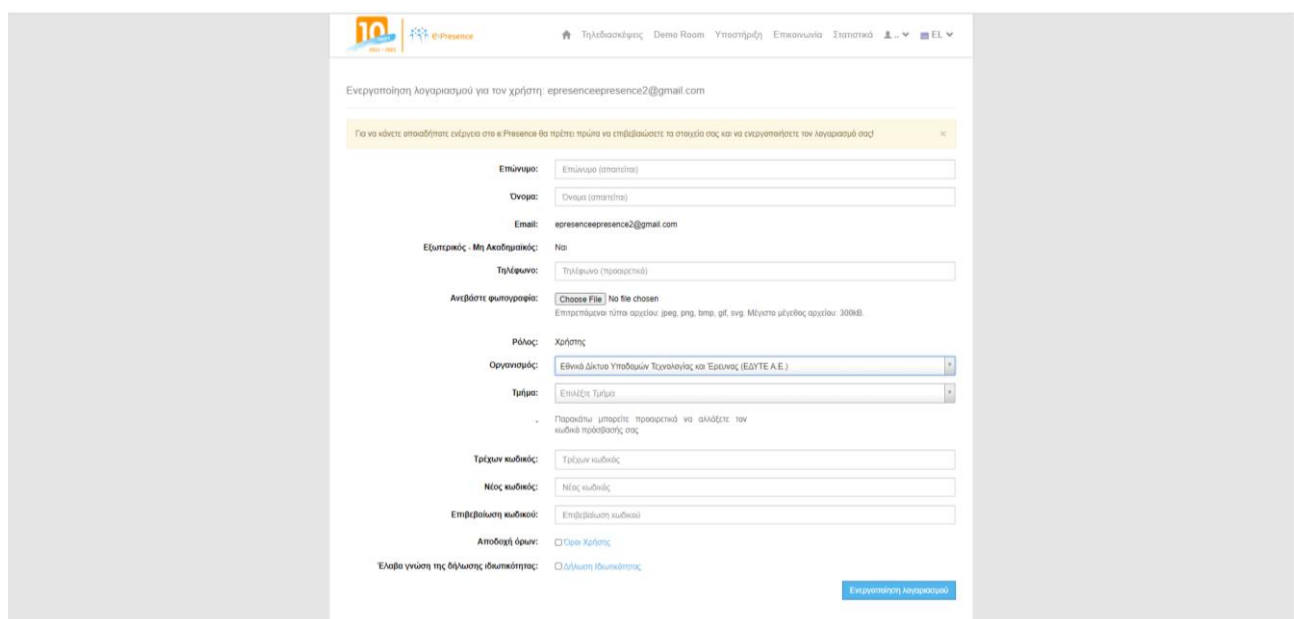 10
2011 - 2021
e:Presence
Τηλεδιασκέψεις Demo Room Υποστήριξη Επικοινωνία Στατιστικά .. EL
Ενεργοποίηση λογαριασμού για τον χρήστη: epresenceepresence2@gmail.com
Για να κάνετε οποιαδήποτε ενέργεια στο e:Presence θα πρέπει πρώτα να επιβεβαιώσετε τα στοιχεία σας και να ενεργοποιήσετε τον λογαριασμό σας! ×
Επώνυμο: Επώνυμο (απαιτείται)
Όνομα: Όνομα (απαιτείται)
Email: epresenceepresence2@gmail.com
Εξωτερικός - Μη Ακαδημαϊκός: Ναι
Τηλέφωνο: Τηλέφωνο (προαιρετικό)
Ανεβάστε φωτογραφία: Choose File No file chosen
Επιτρεπόμενοι τύποι αρχείου: jpeg, png, bmp, gif, svg. Μέγιστο μέγεθος αρχείου: 300kB.
Ρόλος: Χρήστης
Οργανισμός: Εθνικό Δίκτυο Υποδομών Τεχνολογίας και Έρευνας (ΕΔΥΤΕ Α.Ε.)
Τμήμα: Επιλέξτε Τμήμα
Παρακάτω μπορείτε προαιρετικά να αλλάξετε τον
κωδικό πρόσβασής σας
Τρέχων κωδικός: Τρέχων κωδικός
Νέος κωδικός: Νέος κωδικός
Επιβεβαίωση κωδικού: Επιβεβαίωση κωδικού
Αποδοχή όρων: Όροι Χρήσης
Έλαβα γνώση της δήλωσης ιδιωτικότητας: Δήλωση Ιδιωτικότητας
Ενεργοποίηση λογαριασμού